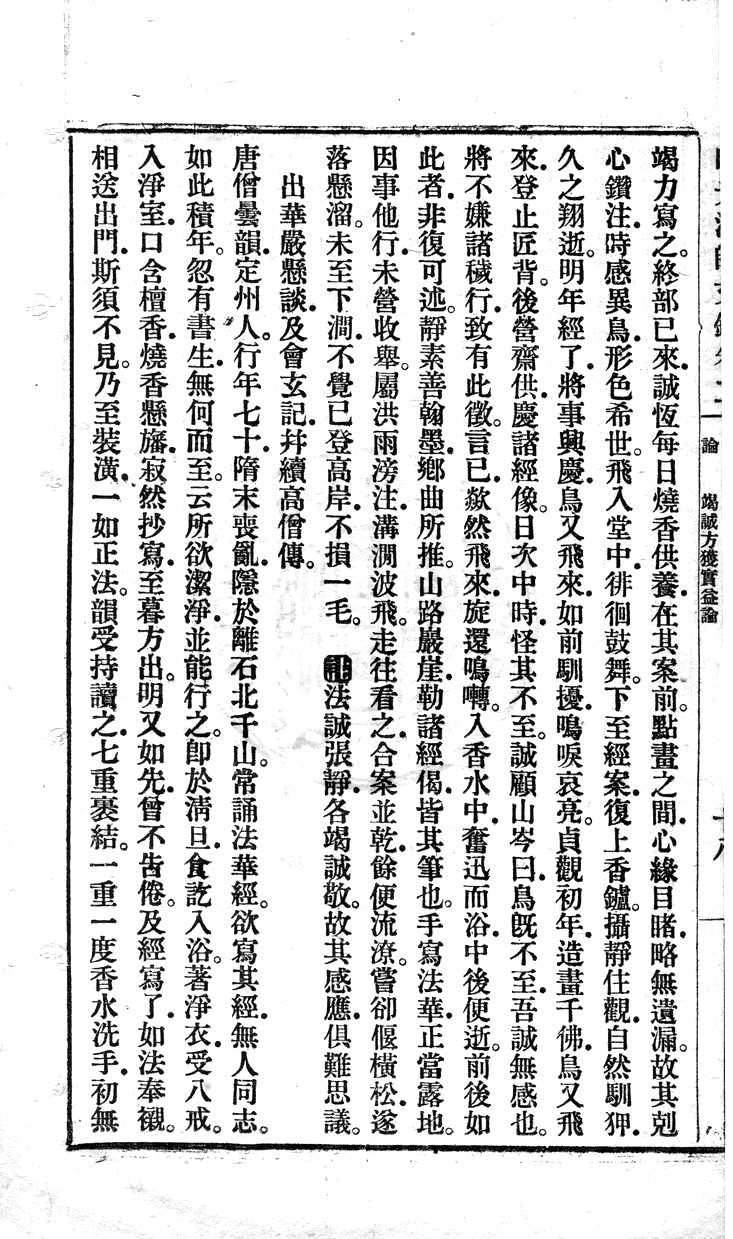 論　竭誠方獲實益論
竭力寫之。終部已來.誠恆每日燒香供養.在其案前。點畫之間.心緣目睹.略無遺漏。故其剋
心鑽注.時感異鳥.形色希世。飛入堂中.徘徊鼓舞。下至經案.復上香鑪。攝靜住觀.自然馴狎.
久之翔逝。明年經了.將事興慶.鳥又飛來.如前馴擾.鳴唳哀亮。貞觀初年.造畫千佛.鳥又飛
來.登止匠背。後營齋供.慶諸經像。日次中時.怪其不至。誠顧山岑曰.鳥既不至.吾誠無感也。
將不嫌諸穢行.致有此徵。言已.歘然飛來.旋還鳴囀。入香水中.奮迅而浴.中後便逝。前後如
此者.非復可述。靜素善翰墨.鄉曲所推。山路巖崖.勒諸經偈.皆其筆也。手寫法華.正當露地。
因事他行.未營收舉。屬洪雨滂注.溝澗波飛。走往看之.合案並乾.餘便流潦。嘗卻偃橫松.遂
落懸溜。未至下澗.不覺已登高岸.不損一毛。註法誠張靜.各竭誠敬。故其感應.俱難思議。
出華嚴懸談.及會玄記.幷續高僧傳。
唐僧曇韻.定州人。行年七十.隋末喪亂.隱於離石北千山。常誦法華經。欲寫其經.無人同志。
如此積年。忽有書生.無何而至。云所欲潔淨.並能行之。卽於淸旦.食訖入浴。著淨衣.受八戒。
入淨室.口含檀香.燒香懸旛.寂然抄寫.至暮方出。明又如先.曾不告倦。及經寫了.如法奉襯。
相送出門.斯須不見。乃至裝潢.一如正法。韻受持讀之.七重裹結。一重一度香水洗手.初無